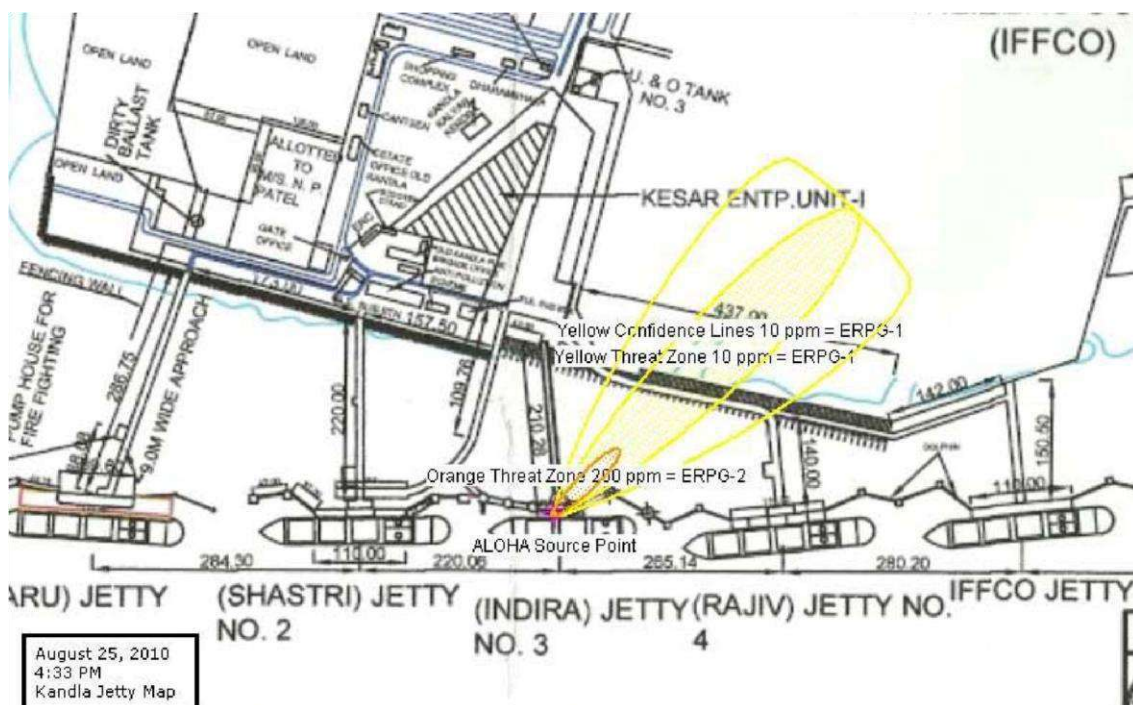 (IFFCO)
OPEN LAND
OPEN LAND
OPEN LAND
DIRTY
BALLAST
TANK
ALLOTTED
TO
M/S. N. P
PATEL
SHOPPING
COMPLEX
CANTEEN
ESTATE
GATE
OFFICE
U. & O TANK
NO. 3
KESAR ENTP.UNIT-I
FENCING WALL
PUMP HOUSE FOR
FIRE FIGHTING
286.75
9.0M WIDE APPROACH
157.50
220.00
109.76
210.28
437.00
Yellow Confidence Lines 10 ppm = ERPG-1
Yellow Threat Zone 10 ppm = ERPG-1
142.00
140.00
150.50
DOLPHIN
Orange Threat Zone 200 ppm = ERPG-2
110.00
ALOHA Source Point
110.00
284.30
220.06
265.14
280.20
ARU) JETTY
(SHASTRI) JETTY
NO. 2
(INDIRA) JETTY
NO. 3
(RAJIV) JETTY NO.
4
IFFCO JETTY
August 25, 2010
4:33 PM
Kandla Jetty Map